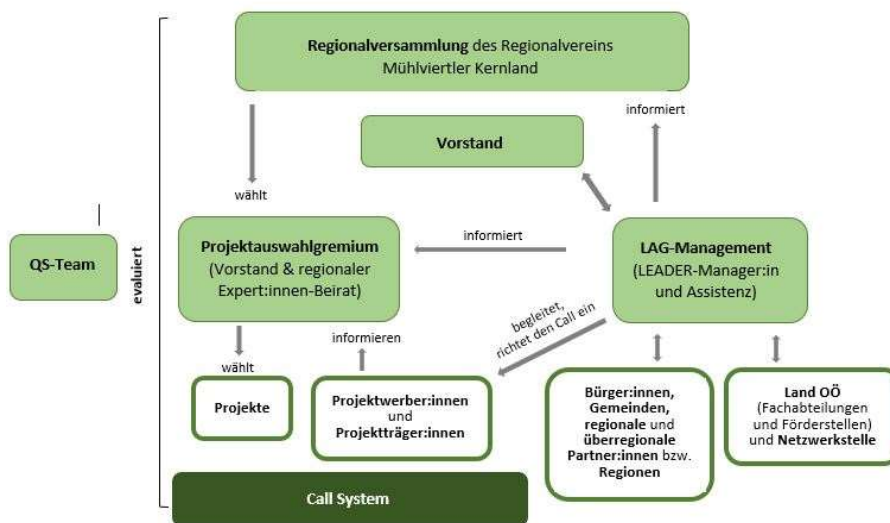 Regionalversammlung des Regionalvereins
Mühlviertler Kernland
informiert
Vorstand
wählt
QS-Team
evaluiert
Projektauswahlgremium
(Vorstand & regionaler
Expert:innen-Beirat)
informiert
LAG-Management
(LEADER-Manager:in
und Assistenz)
begleitet,
richtet den Call ein
wählt
informieren
Projekte
Projektwerber:innen
und
Projektträger:innen
Bürger:innen,
Gemeinden,
regionale und
überregionale
Partner:innen bzw.
Regionen
Land OÖ
(Fachabteilungen
und Förderstellen)
und Netzwerkstelle
Call System